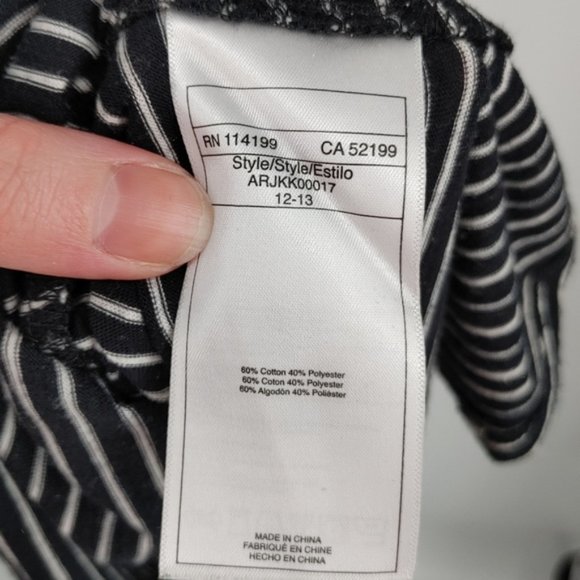 RN 114199 CA 52199
Style/Style/Estilo
ARJKK00017
12-13
60% Cotton 40% Polyester
60% Coton 40% Polyester
60% Algodón 40% Poliéster
MADE IN CHINA
FABRIQUÉ EN CHINE
HECHO EN CHINA